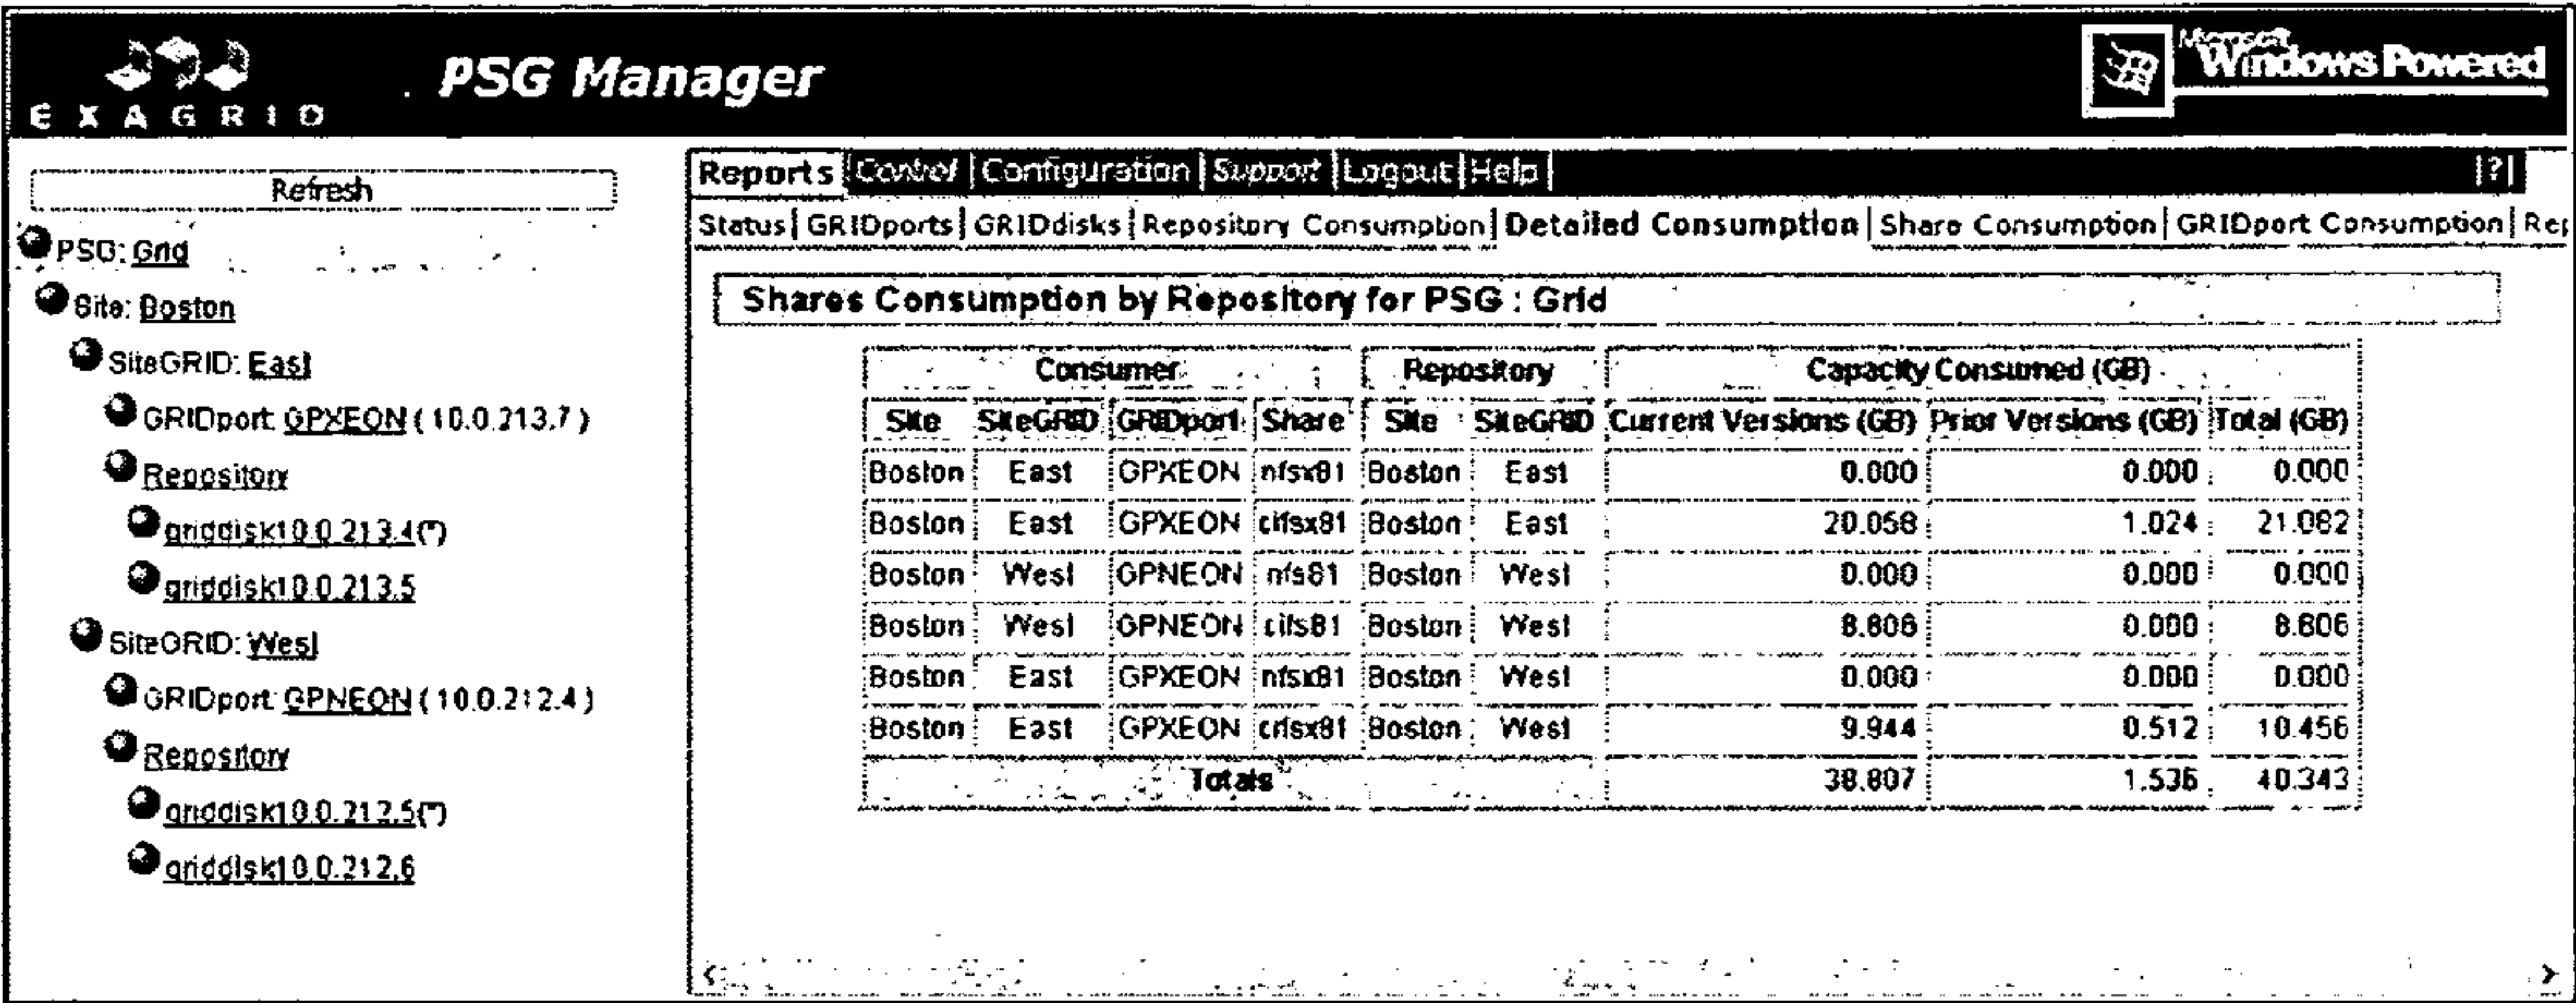 EXAGRID
PSG Manager
Microsoft
Windows Powered
Refresh
PSG: Grid
Site: Boston
SiteGRID: East
GRIDport: GPXEON ( 10.0.213.7 )
Repository
griddisk10.0.213.4(*)
griddisk10.0.213.5
SiteGRID: West
GRIDport: GPNEON ( 10.0.212.4 )
Repository
griddisk10.0.212.5(*)
griddisk10.0.212.6
Reports | Control | Configuration | Support | Logout | Help | |?|
Status | GRIDports | GRIDdisks | Repository Consumption | Detailed Consumption | Share Consumption | GRIDport Consumption | Rep
Shares Consumption by Repository for PSG : Grid
Consumer Repository Capacity Consumed (GB)
Site SiteGRID GRIDport Share Site SiteGRID Current Versions (GB) Prior Versions (GB) Total (GB)
Boston East GPXEON nfsx81 Boston East 0.000 0.000 0.000
Boston East GPXEON cifsx81 Boston East 20.058 1.024 21.082
Boston West GPNEON nfs81 Boston West 0.000 0.000 0.000
Boston West GPNEON cifs81 Boston West 8.806 0.000 8.806
Boston East GPXEON nfsx81 Boston West 0.000 0.000 0.000
Boston East GPXEON cifsx81 Boston West 9.944 0.512 10.456
Totals 38.807 1.536 40.343